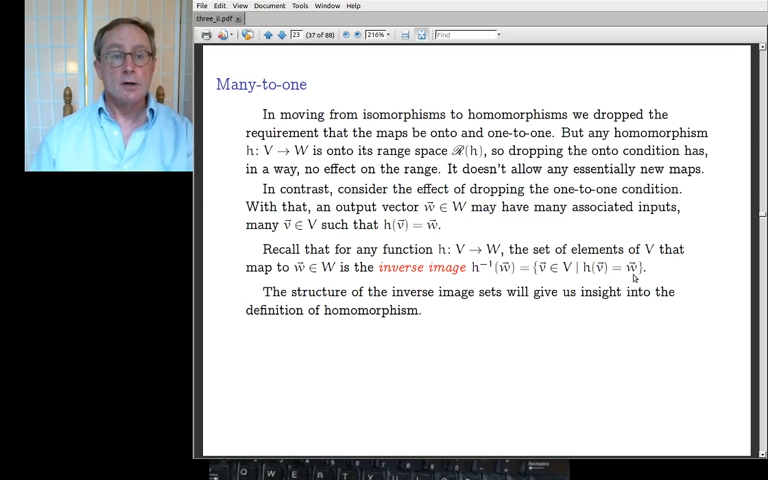 File Edit View Document Tools Window Help
three_ii.pdf
23 (37 of 88) 216% Find
Many-to-one
In moving from isomorphisms to homomorphisms we dropped the
requirement that the maps be onto and one-to-one. But any homomorphism
h: V → W is onto its range space ℛ(h), so dropping the onto condition has,
in a way, no effect on the range. It doesn't allow any essentially new maps.
In contrast, consider the effect of dropping the one-to-one condition.
With that, an output vector w⃗ ∈ W may have many associated inputs,
many v⃗ ∈ V such that h(v⃗) = w⃗.
Recall that for any function h: V → W, the set of elements of V that
map to w⃗ ∈ W is the inverse image h⁻¹(w⃗) = {v⃗ ∈ V | h(v⃗) = w⃗}.
The structure of the inverse image sets will give us insight into the
definition of homomorphism.
Q W E R T Y U I O P